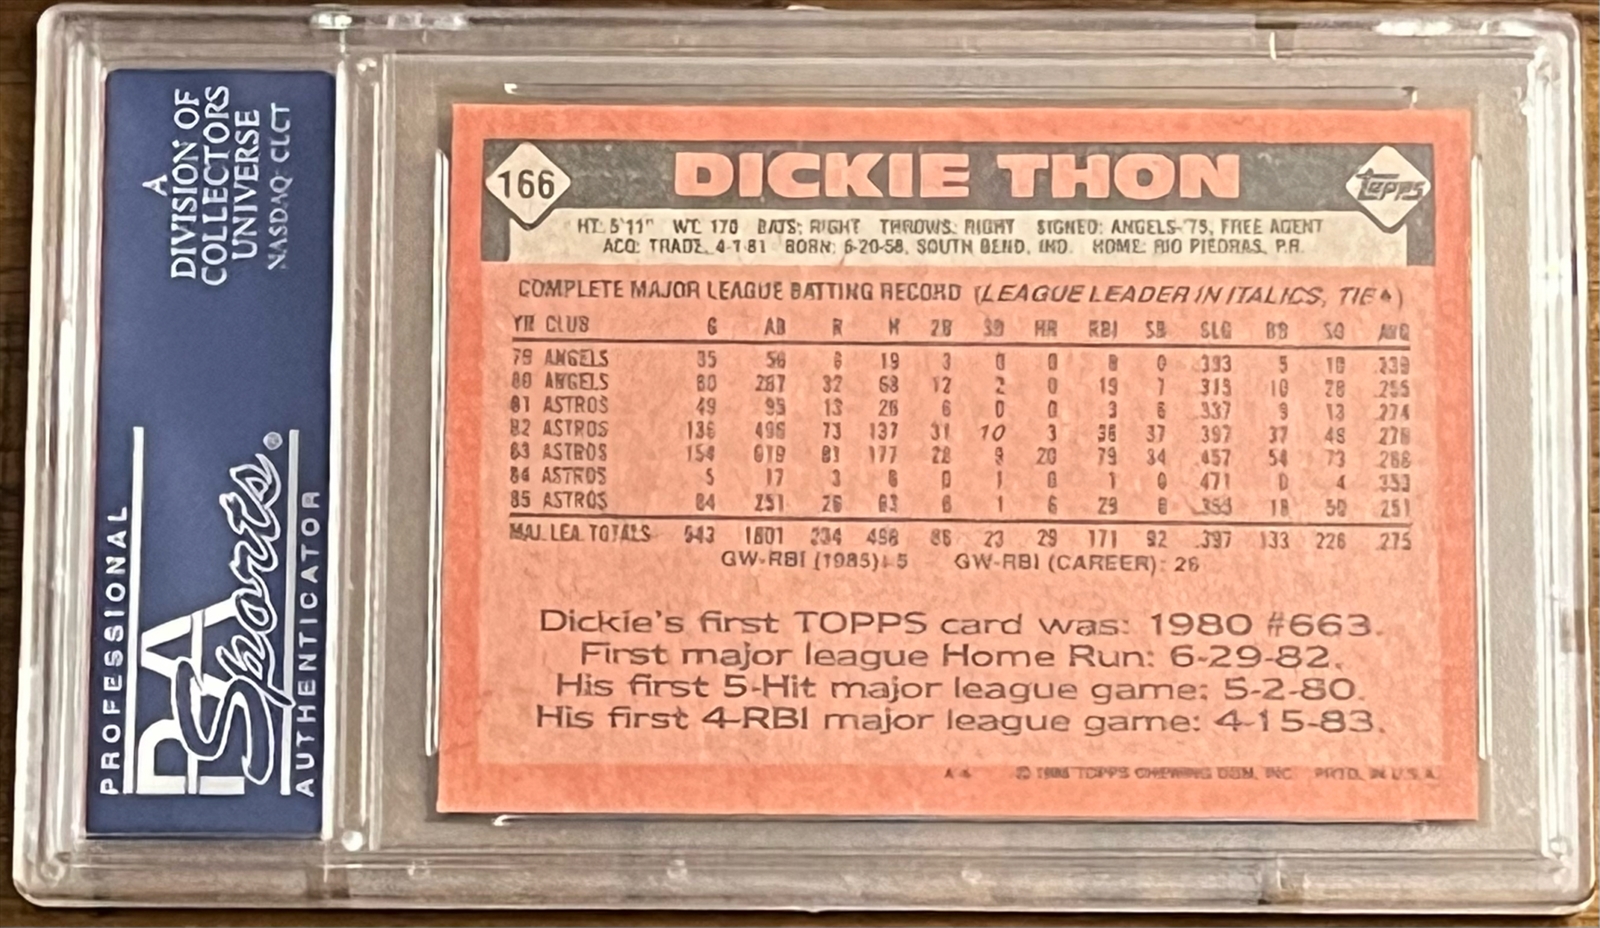 A
DIVISION OF
COLLECTORS
UNIVERSE
NASDAQ: CLCT
PROFESSIONAL
PSA
Sports®
AUTHENTICATOR
166 DICKIE THON Topps
HT: 5'11" WT: 170 BATS: RIGHT THROWS: RIGHT SIGNED: ANGELS-'75, FREE AGENT
ACQ: TRADE, 4-1-81 BORN: 6-20-58, SOUTH BEND, IND. HOME: RIO PIEDRAS, P.R.
COMPLETE MAJOR LEAGUE BATTING RECORD (LEAGUE LEADER IN ITALICS, TIE♦)
YR CLUB G AB R H 2B 3B HR RBI SB SLG BB SO AVG
79 ANGELS 35 56 6 19 3 0 0 8 0 .393 5 10 .339
80 ANGELS 80 267 32 68 12 2 0 15 7 .315 10 28 .255
81 ASTROS 49 95 13 26 6 0 0 3 6 .337 9 13 .274
82 ASTROS 136 496 73 137 31 10 3 36 37 .397 37 48 .276
83 ASTROS 154 619 81 177 28 9 20 79 34 .457 54 73 .286
84 ASTROS 5 17 3 6 0 1 0 1 0 .471 0 4 .353
85 ASTROS 84 251 26 63 6 1 6 29 8 18 50 .251
MAJ. LEA. TOTALS 543 1801 234 496 86 23 29 171 92 .397 133 226 .275
GW-RBI (1985): 5 GW-RBI (CAREER): 26
Dickie's first TOPPS card was: 1980 #663.
First major league Home Run: 6-29-82.
His first 5-Hit major league game: 5-2-80.
His first 4-RBI major league game: 4-15-83.
© 1986 TOPPS CHEWING GUM, INC. PRTD. IN U.S.A.